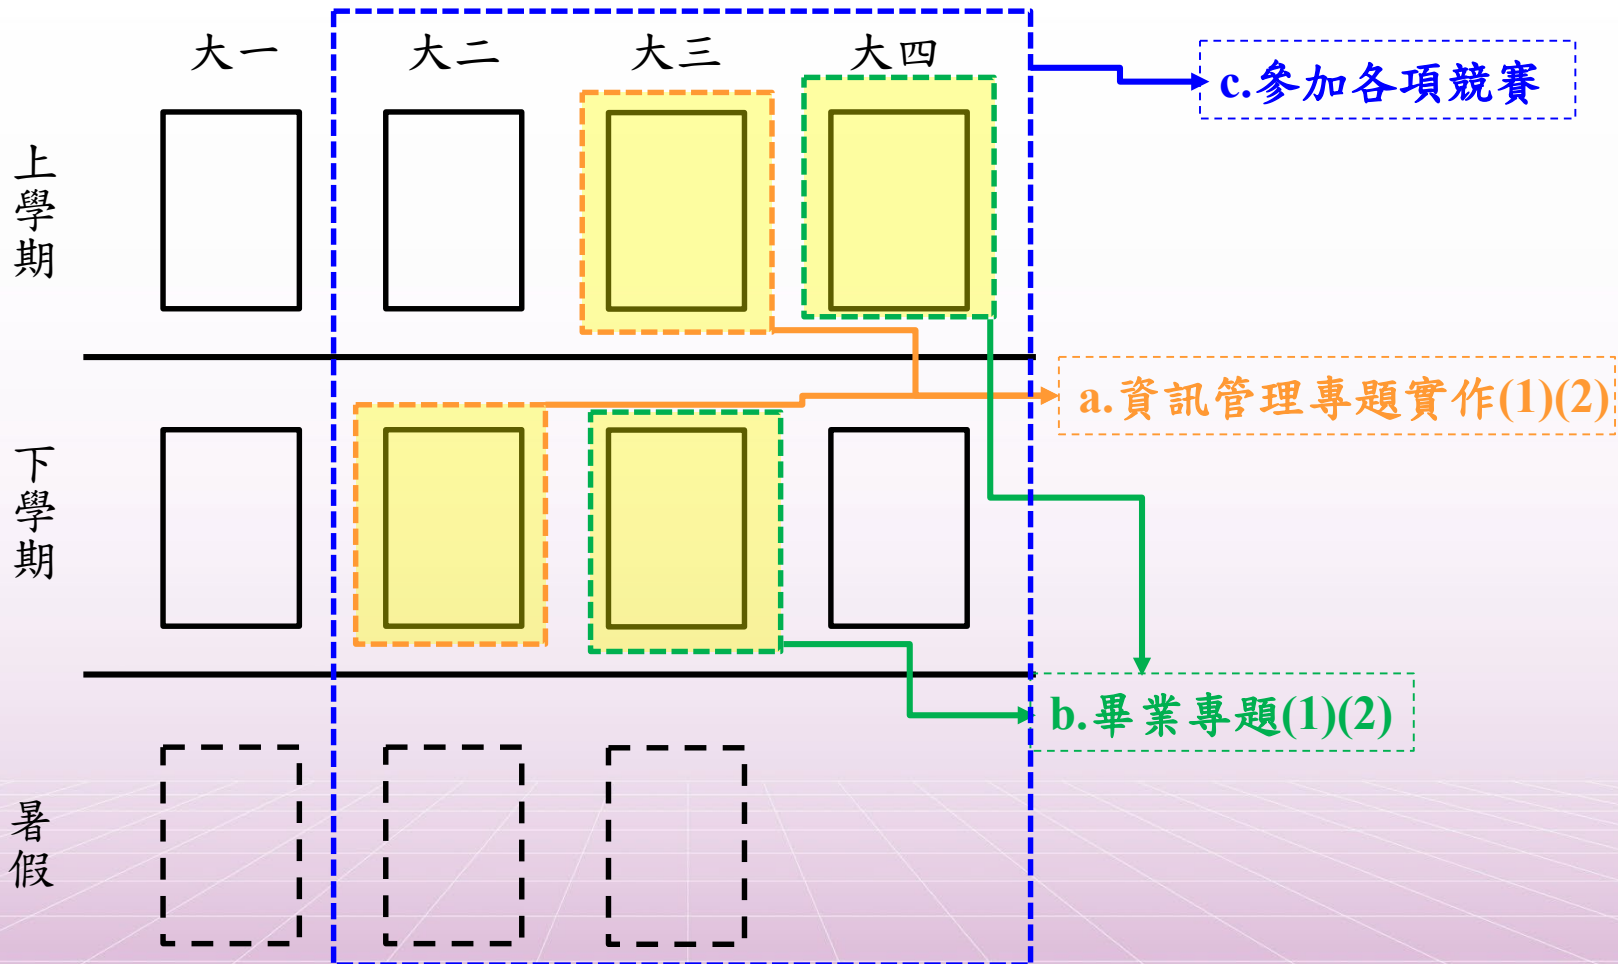 大一
大二
大三
大四
c.參加各項競賽
上學期
a.資訊管理專題實作(1)(2)
下學期
b.畢業專題(1)(2)
暑假